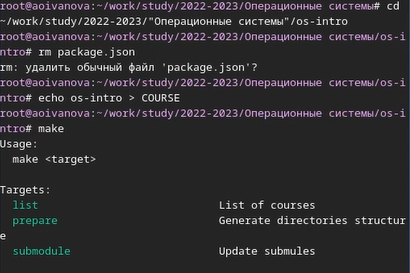 root@aoivanova:~/work/study/2022-2023/Операционные системы# cd
~/work/study/2022-2023/"Операционные системы"/os-intro
root@aoivanova:~/work/study/2022-2023/Операционные системы/os-i
ntro# rm package.json
rm: удалить обычный файл 'package.json'?
root@aoivanova:~/work/study/2022-2023/Операционные системы/os-i
ntro# echo os-intro > COURSE
root@aoivanova:~/work/study/2022-2023/Операционные системы/os-i
ntro# make
Usage:
  make <target>

Targets:
  list                            List of courses
  prepare                         Generate directories structur
e
  submodule                       Update submules